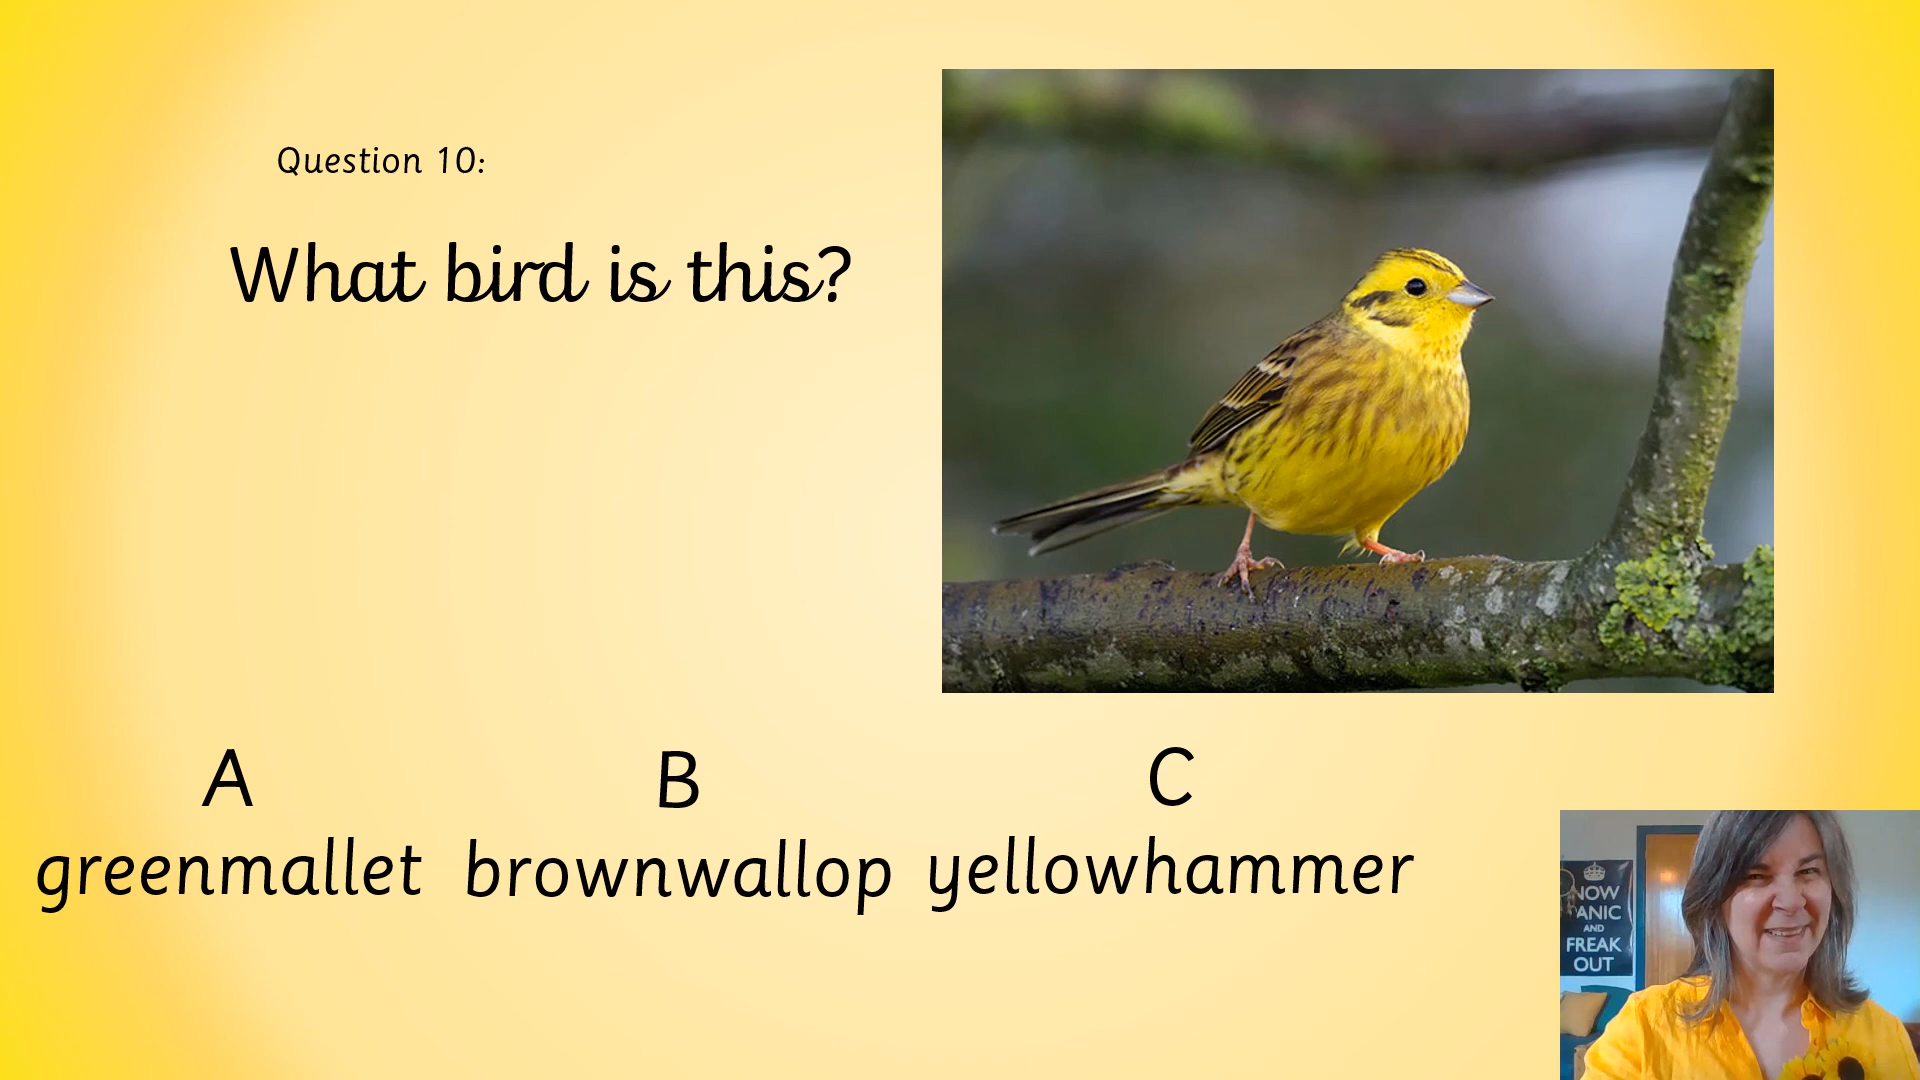 Question 10:
What bird is this?
A
B
C
greenmallet
brownwallop
yellowhammer
NOW
ANIC
AND
FREAK
OUT